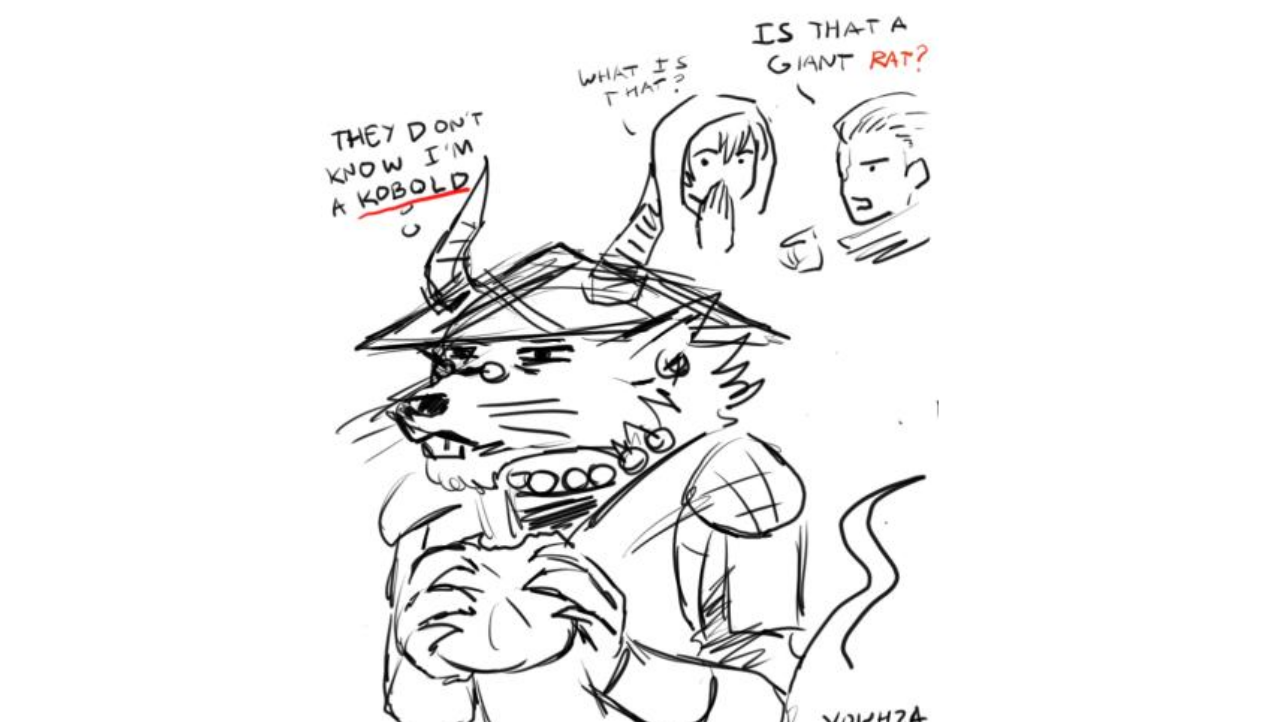 THEY DON'T
KNOW I'M
A KOBOLD
WHAT IS
THAT?
IS THAT A
GIANT RAT?